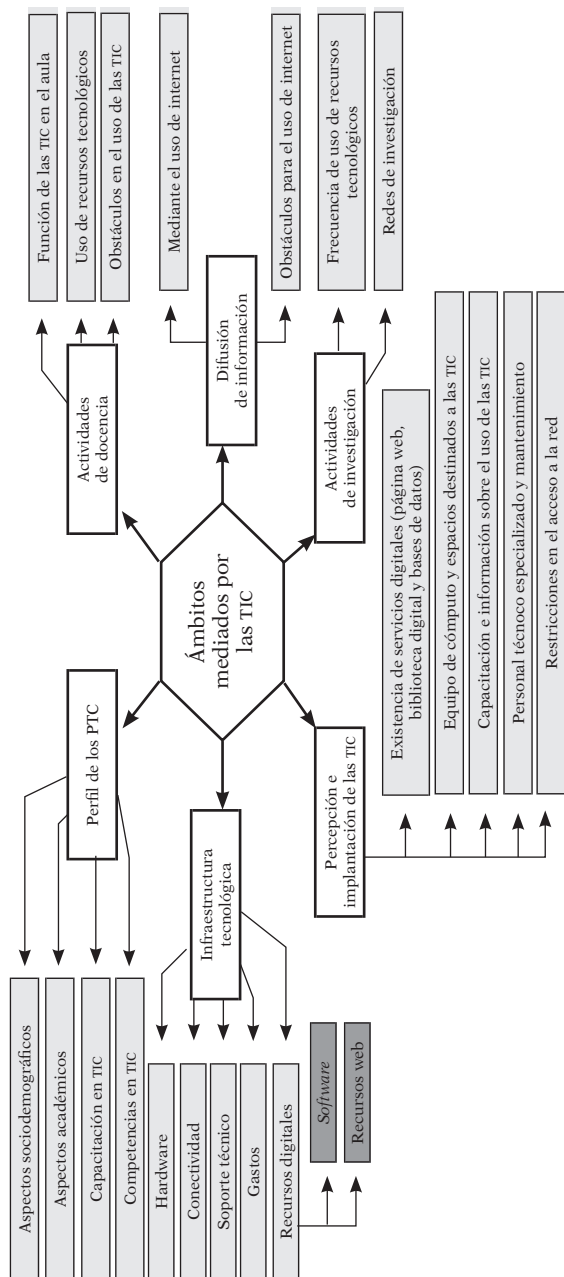 Aspectos sociodemográficos
Aspectos académicos
Capacitación en TIC
Competencias en TIC
Perfil de los PTC
Hardware
Conectividad
Soporte técnico
Gastos
Recursos digitales
Software
Recursos web
Infraestructura
tecnológica
Ámbitos
mediados por
las TIC
Actividades
de docencia
Función de las TIC en el aula
Uso de recursos tecnológicos
Obstáculos en el uso de las TIC
Difusión
de información
Mediante el uso de internet
Obstáculos para el uso de internet
Actividades
de investigación
Frecuencia de uso de recursos
tecnológicos
Redes de investigación
Percepción e
implantación de las TIC
Existencia de servicios digitales (página web,
biblioteca digital y bases de datos)
Equipo de cómputo y espacios destinados a las TIC
Capacitación e información sobre el uso de las TIC
Personal técnoco especializado y mantenimiento
Restricciones en el acceso a la red